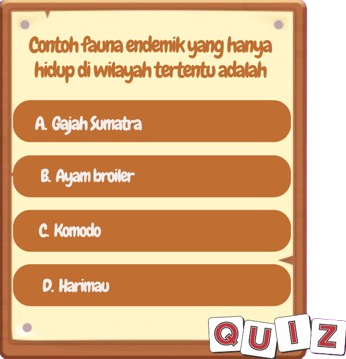 Contoh fauna endemik yang hanya
hidup di wilayah tertentu adalah
A. Gajah Sumatra
B. Ayam broiler
C. Komodo
D. Harimau
QUIZ